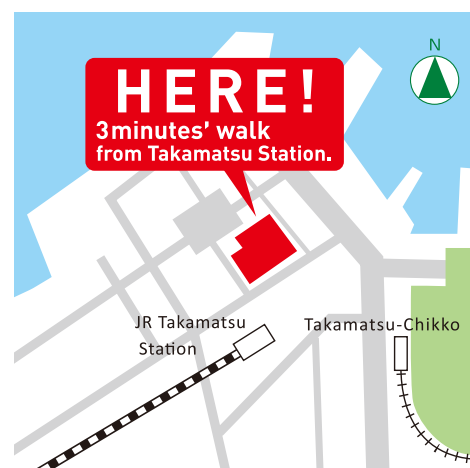 N
HERE!
3minutes’ walk
from Takamatsu Station.
JR Takamatsu
Station
Takamatsu-Chikko